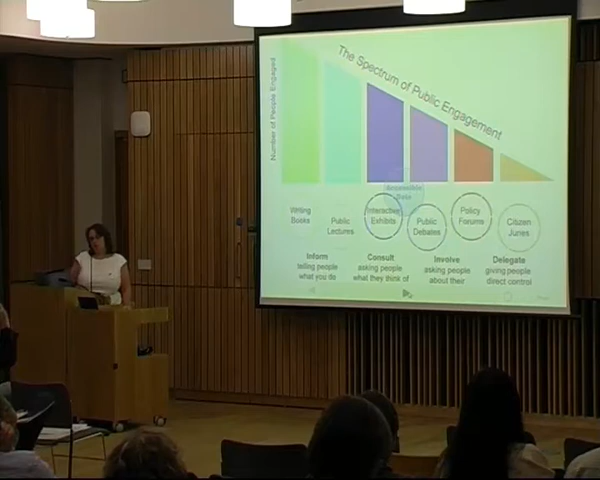 The Spectrum of Public Engagement
Number of People Engaged
Accessible
Data
Writing
Books
Public
Lectures
Interactive
Exhibits
Public
Debates
Policy
Forums
Citizen
Juries
Inform
telling people
what you do
Consult
asking people
what they think of
Involve
asking people
about their
Delegate
giving people
direct control